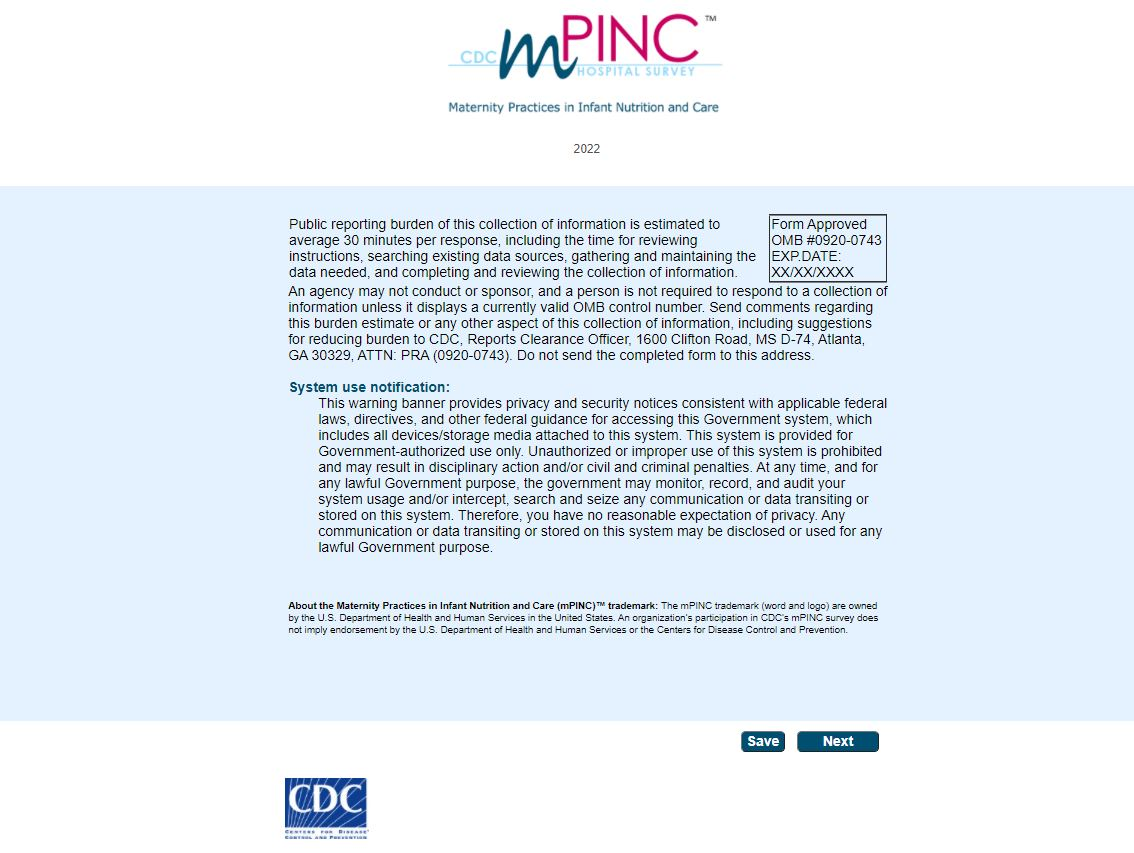 CDC mPINC ™
HOSPITAL SURVEY
Maternity Practices in Infant Nutrition and Care
2022
Public reporting burden of this collection of information is estimated to
average 30 minutes per response, including the time for reviewing
instructions, searching existing data sources, gathering and maintaining the
data needed, and completing and reviewing the collection of information.
Form Approved
OMB #0920-0743
EXP.DATE:
XX/XX/XXXX
An agency may not conduct or sponsor, and a person is not required to respond to a collection of
information unless it displays a currently valid OMB control number. Send comments regarding
this burden estimate or any other aspect of this collection of information, including suggestions
for reducing burden to CDC, Reports Clearance Officer, 1600 Clifton Road, MS D-74, Atlanta,
GA 30329, ATTN: PRA (0920-0743). Do not send the completed form to this address.
System use notification:
This warning banner provides privacy and security notices consistent with applicable federal
laws, directives, and other federal guidance for accessing this Government system, which
includes all devices/storage media attached to this system. This system is provided for
Government-authorized use only. Unauthorized or improper use of this system is prohibited
and may result in disciplinary action and/or civil and criminal penalties. At any time, and for
any lawful Government purpose, the government may monitor, record, and audit your
system usage and/or intercept, search and seize any communication or data transiting or
stored on this system. Therefore, you have no reasonable expectation of privacy. Any
communication or data transiting or stored on this system may be disclosed or used for any
lawful Government purpose.
About the Maternity Practices in Infant Nutrition and Care (mPINC)™ trademark: The mPINC trademark (word and logo) are owned
by the U.S. Department of Health and Human Services in the United States. An organization's participation in CDC's mPINC survey does
not imply endorsement by the U.S. Department of Health and Human Services or the Centers for Disease Control and Prevention.
Save Next
CDC
CENTERS FOR DISEASE
CONTROL AND PREVENTION